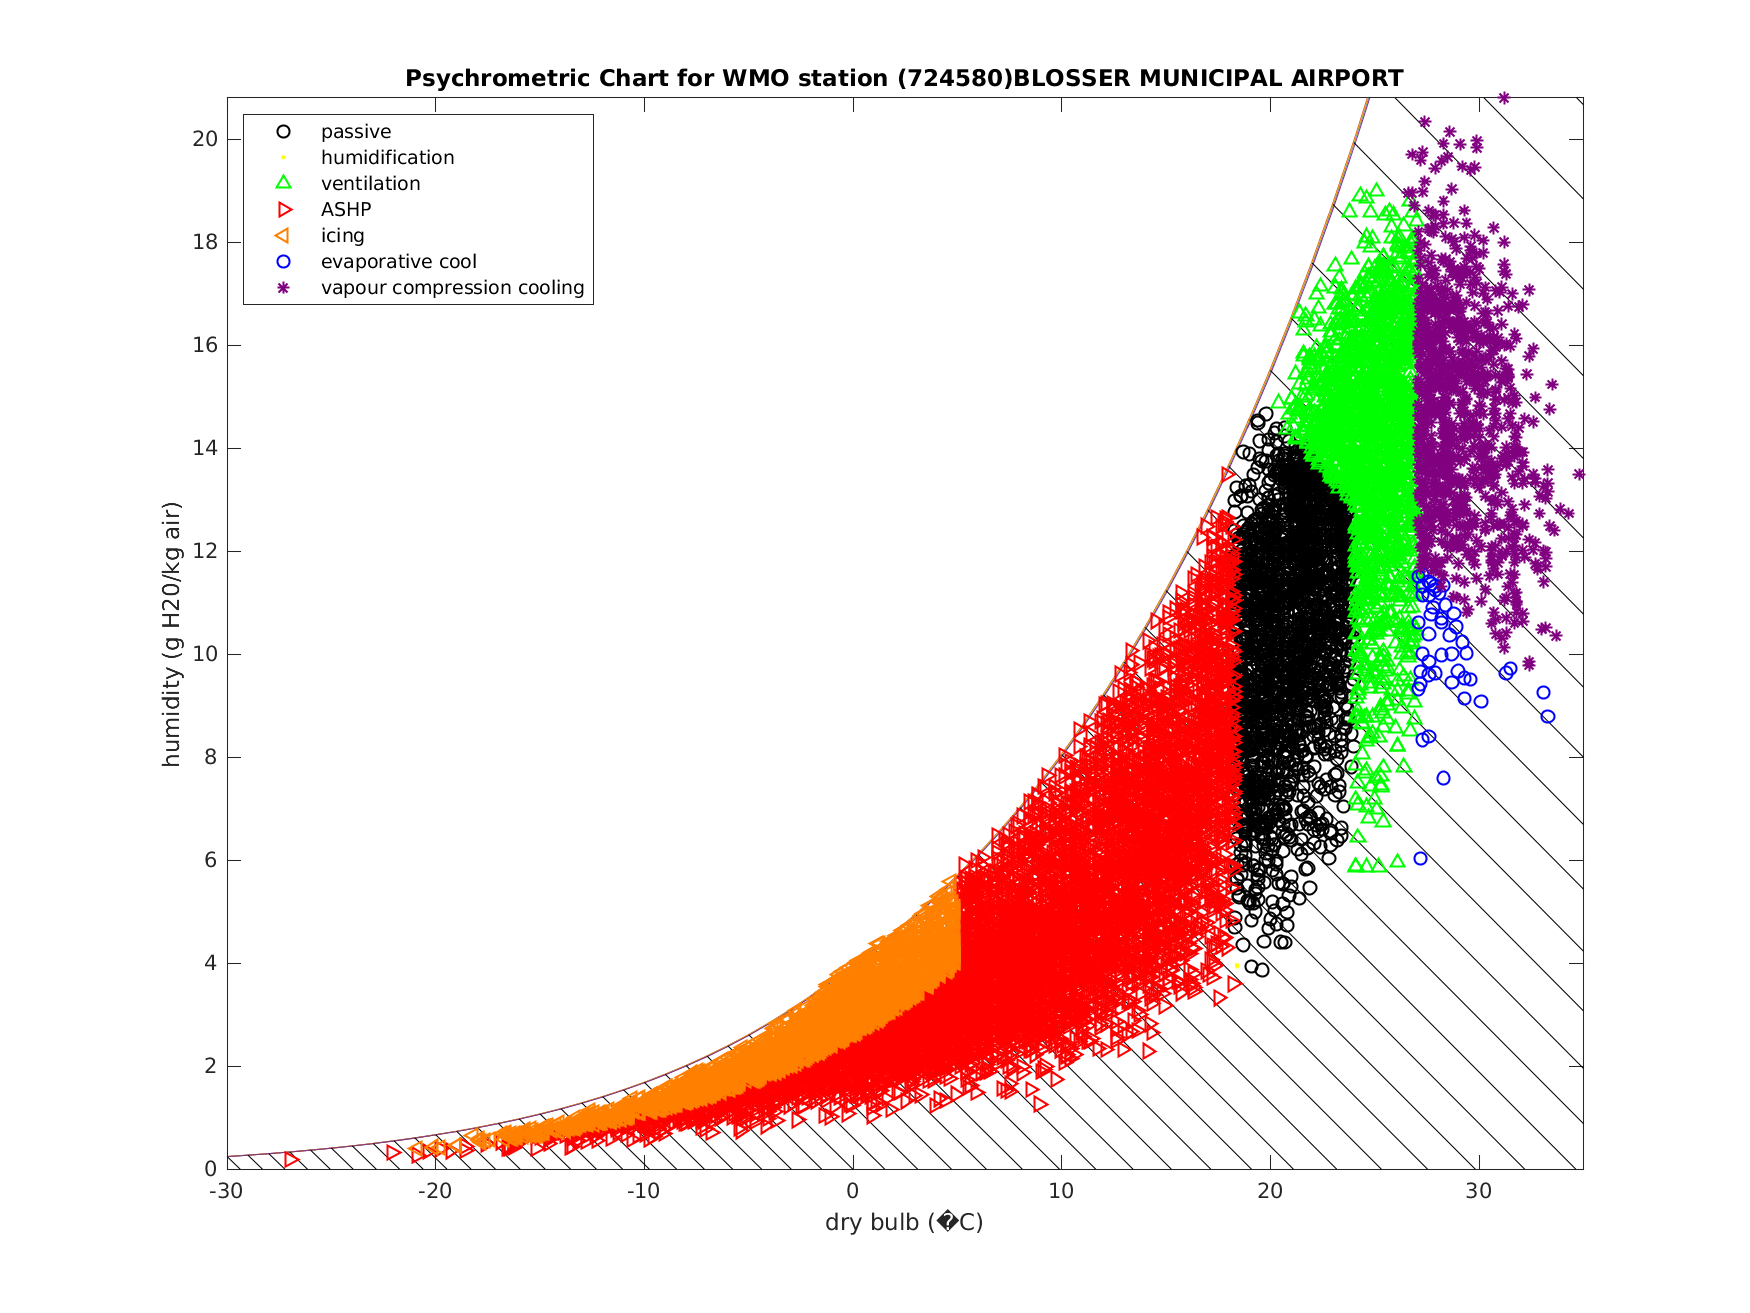 Psychrometric Chart for WMO station (724580)BLOSSER MUNICIPAL AIRPORT
passive
humidification
ventilation
ASHP
icing
evaporative cool
vapour compression cooling
humidity (g H20/kg air)
20
18
16
14
12
10
8
6
4
2
0
-30
-20
-10
0
10
20
30
dry bulb (�C)